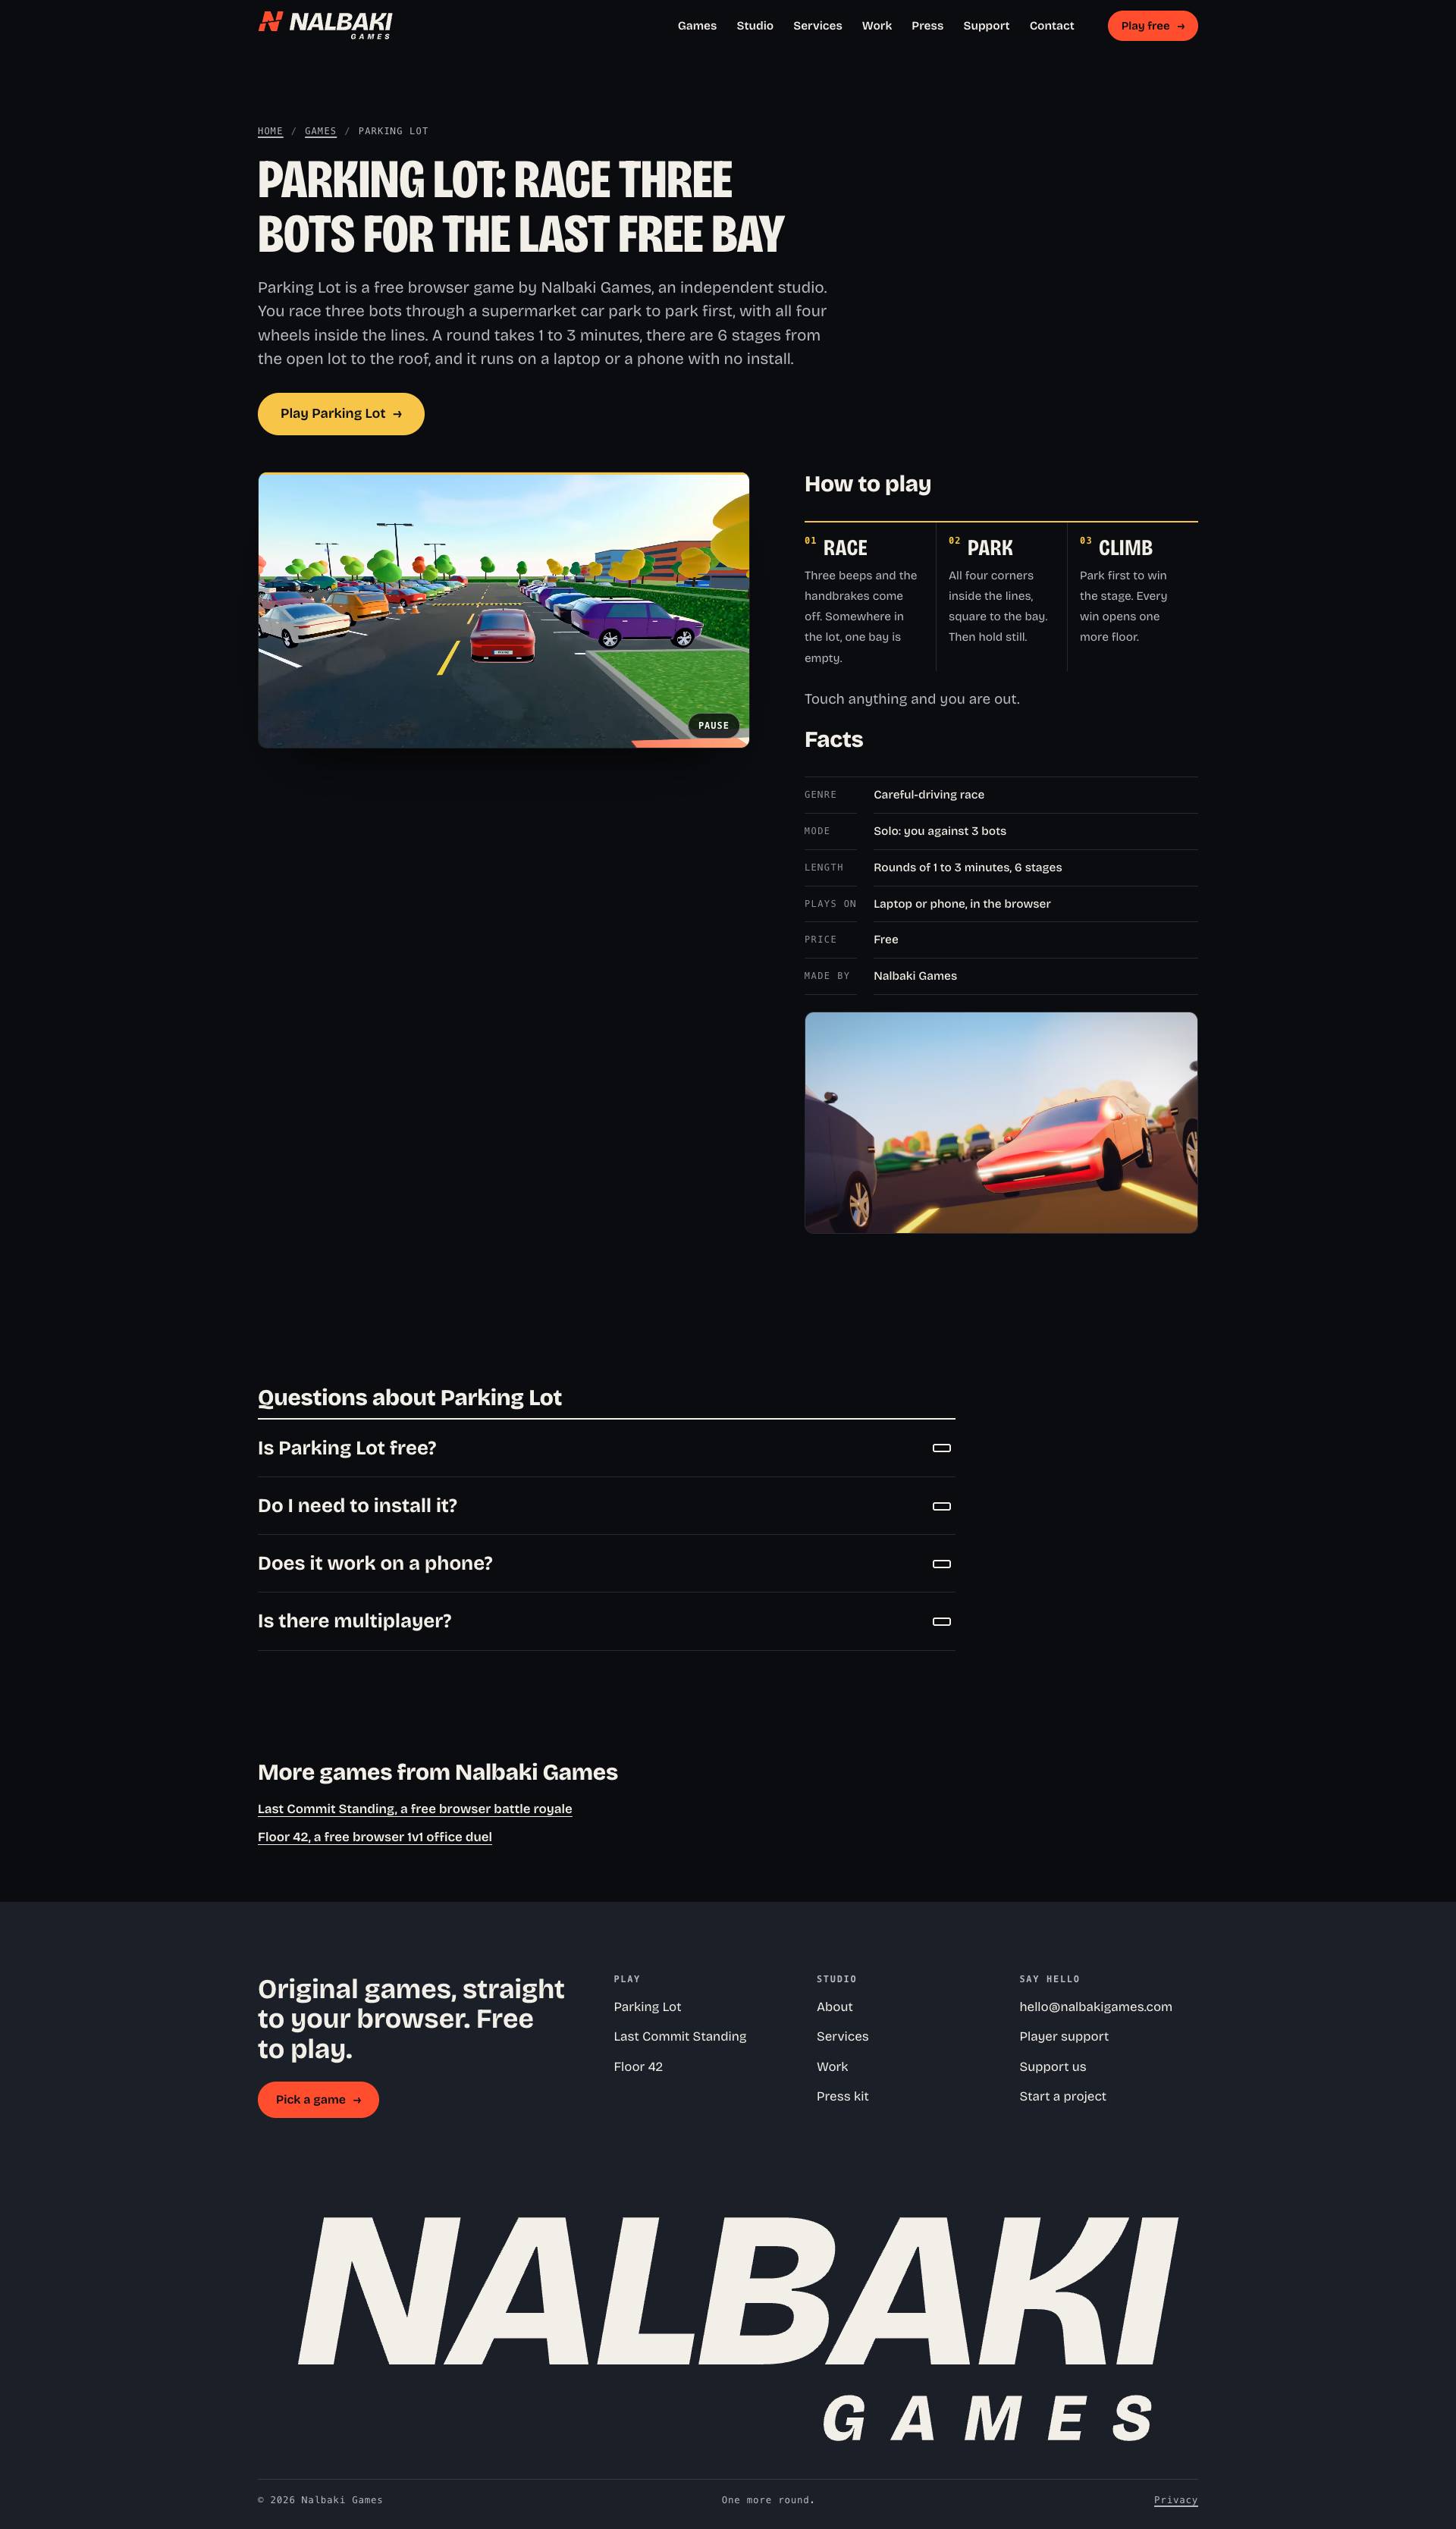 NALBAKI
GAMES
Games
Studio
Services
Work
Press
Support
Contact
Play free →
HOME / GAMES / PARKING LOT
PARKING LOT: RACE THREE
BOTS FOR THE LAST FREE BAY
Parking Lot is a free browser game by Nalbaki Games, an independent studio.
You race three bots through a supermarket car park to park first, with all four
wheels inside the lines. A round takes 1 to 3 minutes, there are 6 stages from
the open lot to the roof, and it runs on a laptop or a phone with no install.
Play Parking Lot →
PAUSE
How to play
01 RACE
Three beeps and the
handbrakes come
off. Somewhere in
the lot, one bay is
empty.
02 PARK
All four corners
inside the lines,
square to the bay.
Then hold still.
03 CLIMB
Park first to win
the stage. Every
win opens one
more floor.
Touch anything and you are out.
Facts
GENRE Careful-driving race
MODE Solo: you against 3 bots
LENGTH Rounds of 1 to 3 minutes, 6 stages
PLAYS ON Laptop or phone, in the browser
PRICE Free
MADE BY Nalbaki Games
Questions about Parking Lot
Is Parking Lot free?
Do I need to install it?
Does it work on a phone?
Is there multiplayer?
More games from Nalbaki Games
Last Commit Standing, a free browser battle royale
Floor 42, a free browser 1v1 office duel
Original games, straight
to your browser. Free
to play.
Pick a game →
PLAY
Parking Lot
Last Commit Standing
Floor 42
STUDIO
About
Services
Work
Press kit
SAY HELLO
hello@nalbakigames.com
Player support
Support us
Start a project
NALBAKI
GAMES
© 2026 Nalbaki Games
One more round.
Privacy